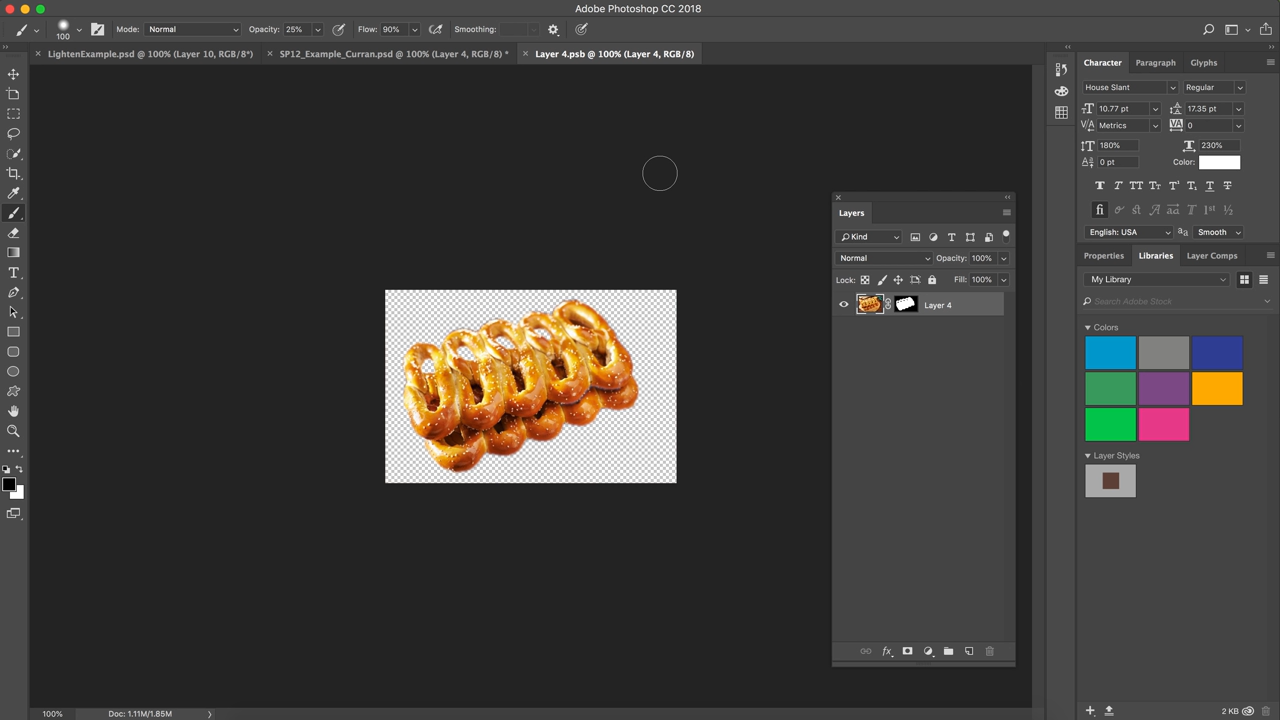 Adobe Photoshop CC 2018
100 Mode: Normal Opacity: 25% Flow: 90% Smoothing:
LightenExample.psd @ 100% (Layer 10, RGB/8*) SP12_Example_Curran.psd @ 100% (Layer 4, RGB/8) * Layer 4.psb @ 100% (Layer 4, RGB/8)
Character Paragraph Glyphs
House Slant Regular
10.77 pt 17.35 pt
Metrics 0
180% 230%
0 pt Color:
English: USA Smooth
Properties Libraries Layer Comps
My Library
Search Adobe Stock
Colors
Layer Styles
2 KB
Layers
Kind
Normal Opacity: 100%
Lock: Fill: 100%
Layer 4
fx
100% Doc: 1.11M/1.85M